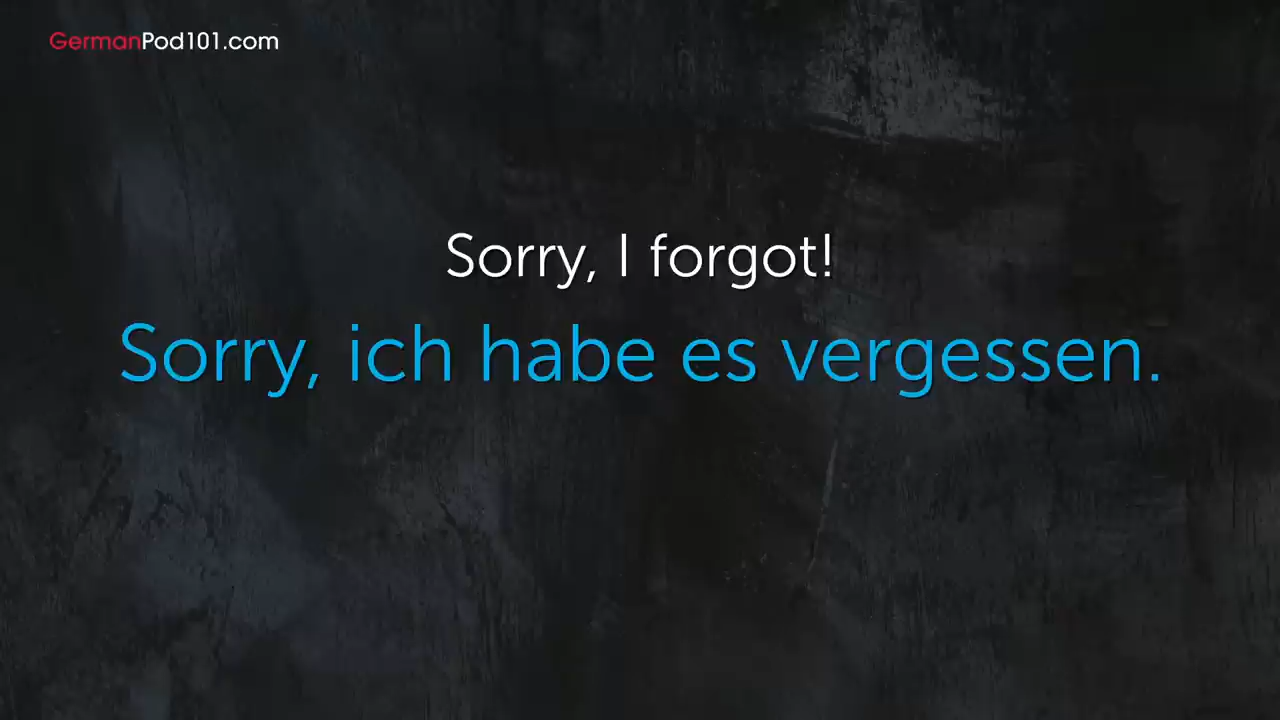 GermanPod101.com
Sorry, I forgot!
Sorry, ich habe es vergessen.